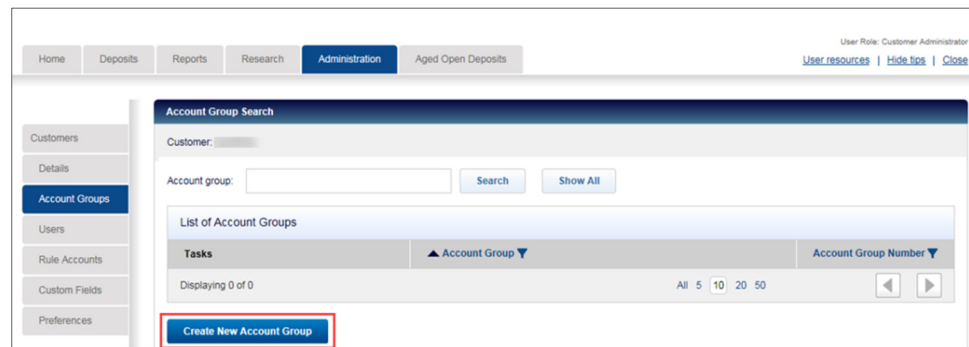 User Role: Customer Administrator
Home Deposits Reports Research Administration Aged Open Deposits
User resources | Hide tips | Close
Account Group Search
Customers
Customer:
Details
Account group: Search Show All
Account Groups
List of Account Groups
Users
Tasks Account Group Account Group Number
Rule Accounts
Custom Fields
Displaying 0 of 0 All 5 10 20 50
Preferences
Create New Account Group